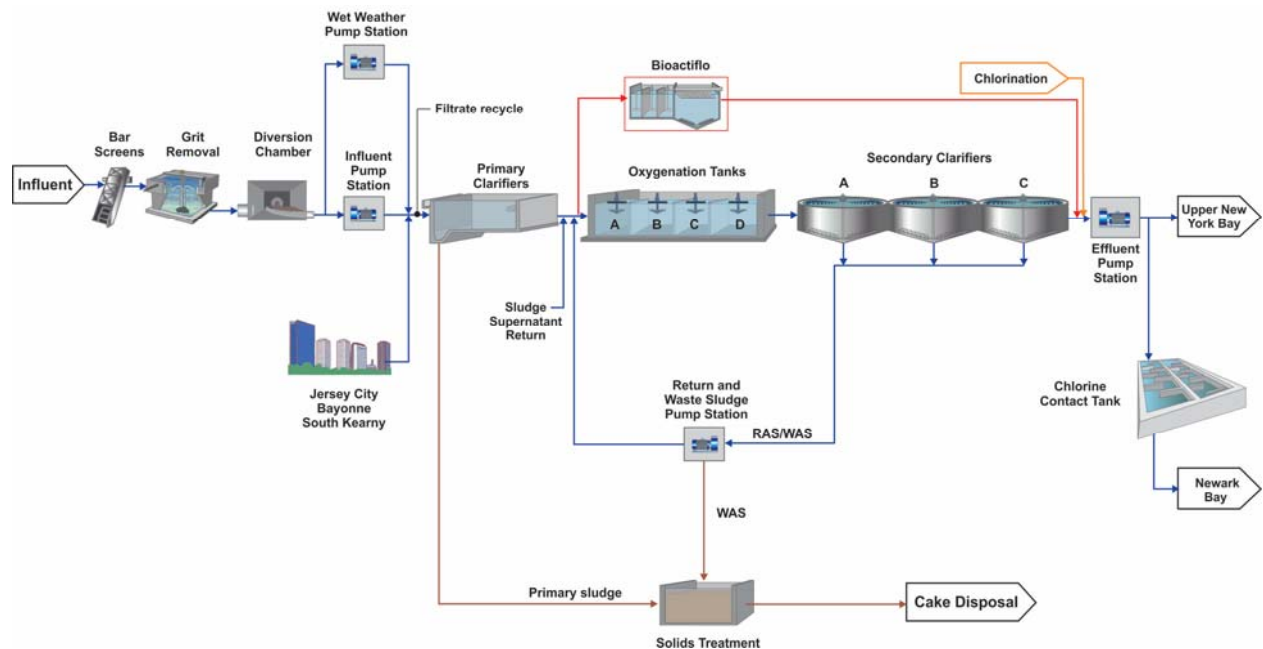 Wet Weather
Pump Station
Bioactiflo
Chlorination
Filtrate recycle
Bar
Screens
Grit
Removal
Diversion
Chamber
Influent
Pump
Station
Primary
Clarifiers
Oxygenation Tanks
Secondary Clarifiers
Influent
A
B
C
A
B
C
D
Upper New
York Bay
Effluent
Pump
Station
Sludge
Supernatant
Return
Jersey City
Bayonne
South Kearny
Return and
Waste Sludge
Pump Station
RAS/WAS
Chlorine
Contact Tank
Newark
Bay
WAS
Primary sludge
Cake Disposal
Solids Treatment